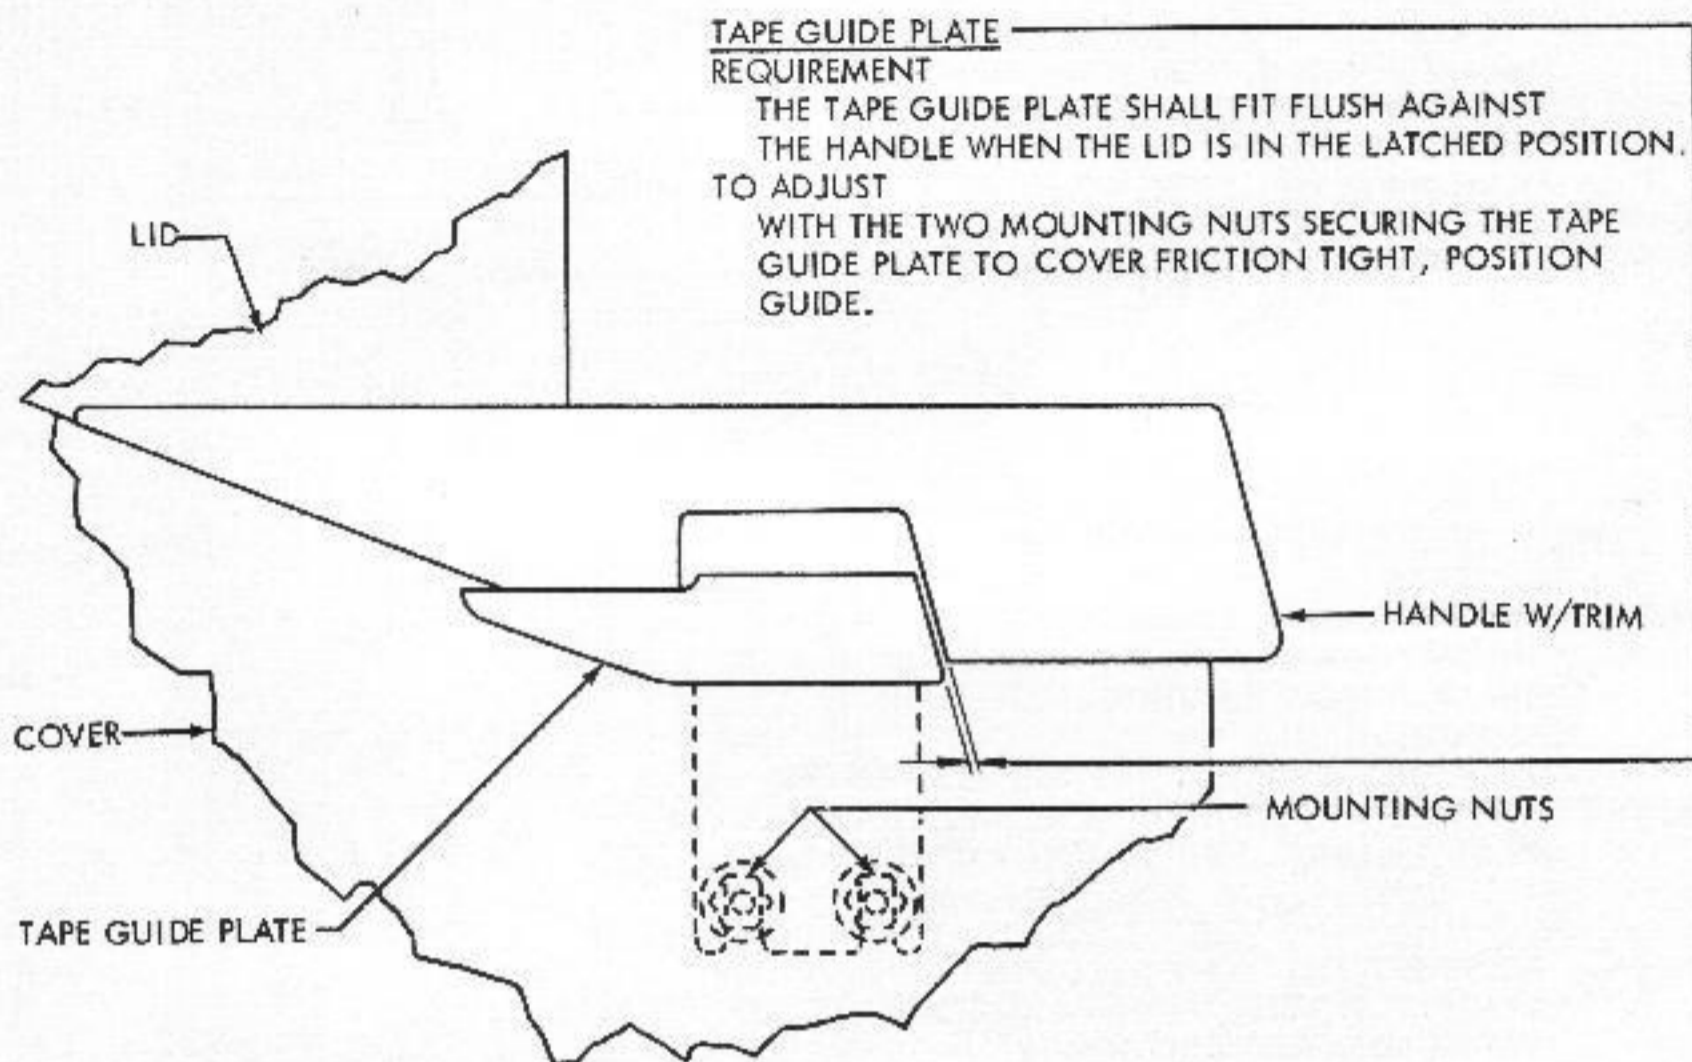 TAPE GUIDE PLATE
REQUIREMENT
THE TAPE GUIDE PLATE SHALL FIT FLUSH AGAINST
THE HANDLE WHEN THE LID IS IN THE LATCHED POSITION.
TO ADJUST
WITH THE TWO MOUNTING NUTS SECURING THE TAPE
GUIDE PLATE TO COVER FRICTION TIGHT, POSITION
GUIDE.
LID
HANDLE W/TRIM
COVER
MOUNTING NUTS
TAPE GUIDE PLATE